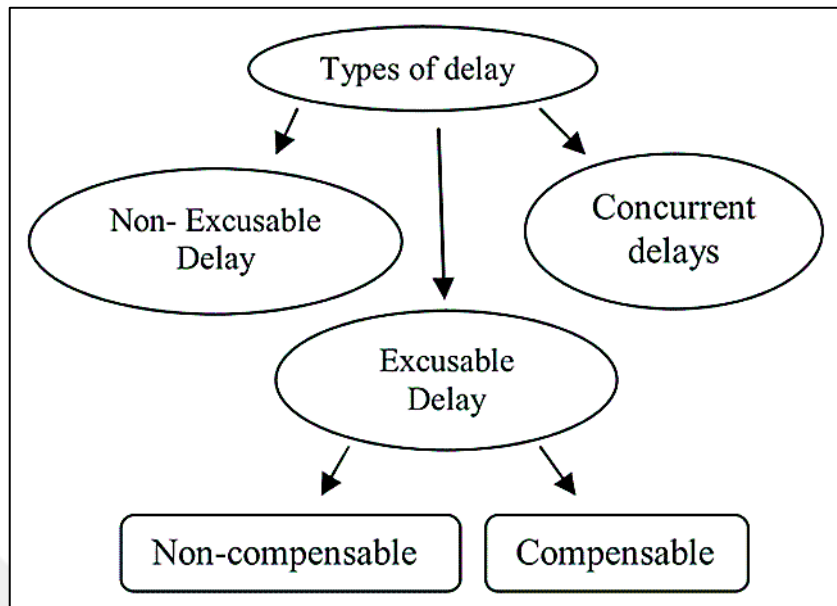 Types of delay
Non- Excusable
Delay
Concurrent
delays
Excusable
Delay
Non-compensable
Compensable